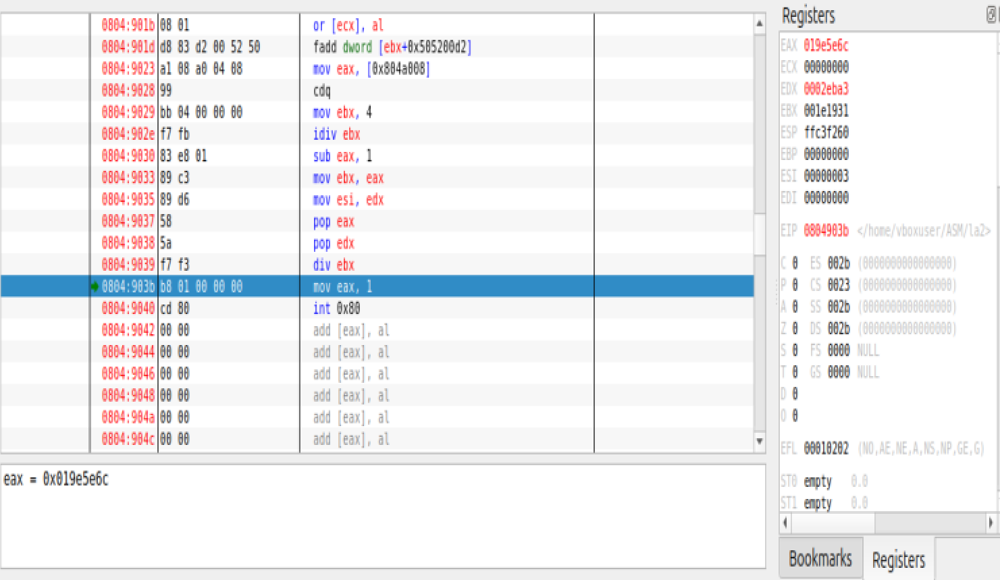 0804:901b 08 01 or [ecx], al
0804:901d d8 83 d2 00 52 50 fadd dword [ebx+0x505200d2]
0804:9023 a1 08 a0 04 08 mov eax, [0x804a008]
0804:9028 99 cdq
0804:9029 bb 04 00 00 00 mov ebx, 4
0804:902e f7 fb idiv ebx
0804:9030 83 e8 01 sub eax, 1
0804:9033 89 c3 mov ebx, eax
0804:9035 89 d6 mov esi, edx
0804:9037 58 pop eax
0804:9038 5a pop edx
0804:9039 f7 f3 div ebx
0804:903b b8 01 00 00 00 mov eax, 1
0804:9040 cd 80 int 0x80
0804:9042 00 00 add [eax], al
0804:9044 00 00 add [eax], al
0804:9046 00 00 add [eax], al
0804:9048 00 00 add [eax], al
0804:904a 00 00 add [eax], al
0804:904c 00 00 add [eax], al
eax = 0x019e5e6c
Registers
EAX 019e5e6c
ECX 00000000
EDX 0002eba3
EBX 001e1931
ESP ffc3f260
EBP 00000000
ESI 00000003
EDI 00000000
EIP 0804903b </home/vboxuser/ASM/la2>
C 0 ES 002b (0000000000000000)
P 0 CS 0023 (0000000000000000)
A 0 SS 002b (0000000000000000)
Z 0 DS 002b (0000000000000000)
S 0 FS 0000 NULL
T 0 GS 0000 NULL
D 0
O 0
EFL 00010202 (NO,AE,NE,A,NS,NP,GE,G)
ST0 empty 0.0
ST1 empty 0.0
Bookmarks Registers